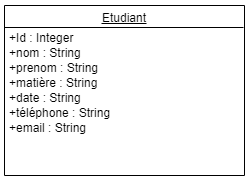 Etudiant
+Id : Integer
+nom : String
+prenom : String
+matière : String
+date : String
+téléphone : String
+email : String